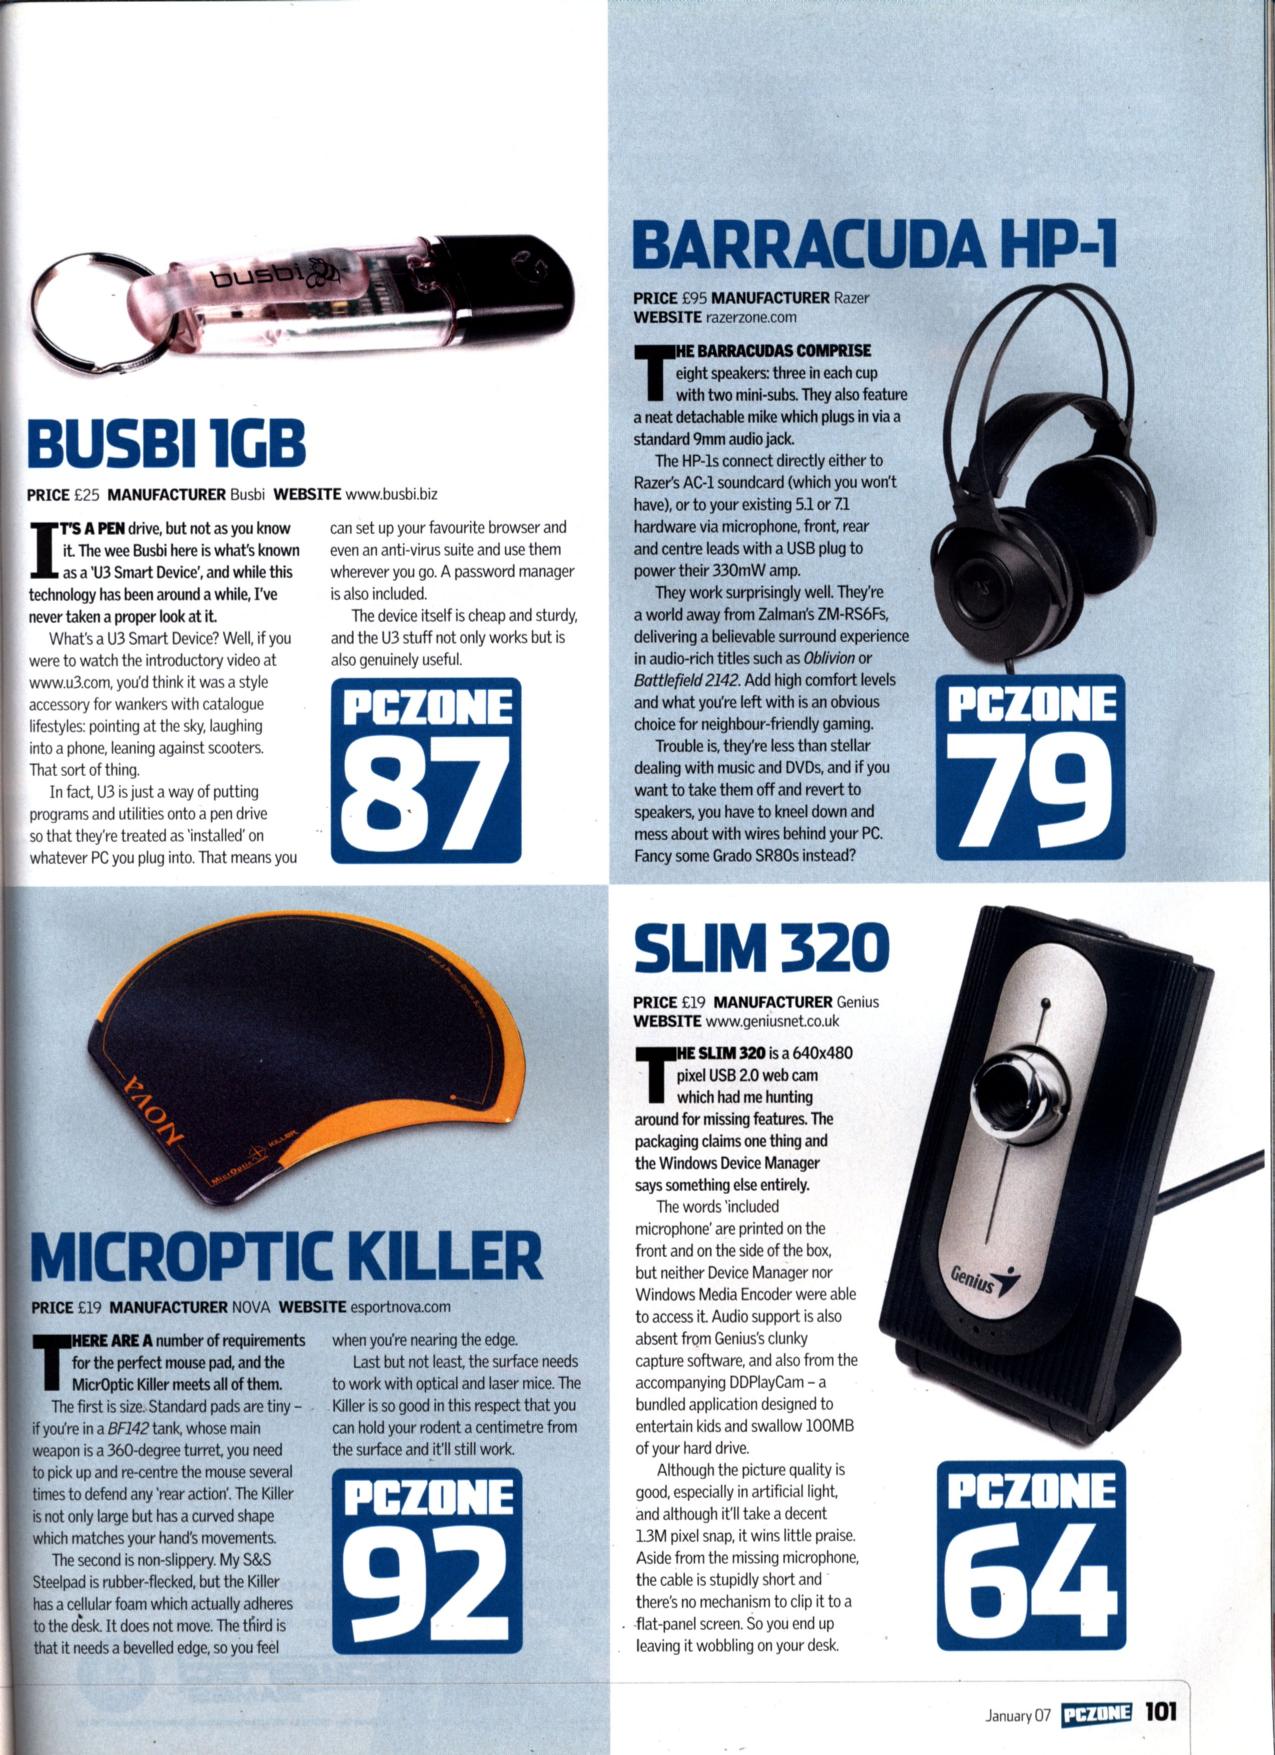 busbi
BUSBI 1GB
PRICE £25 MANUFACTURER Busbi WEBSITE www.busbi.biz
IT'S A PEN drive, but not as you know
it. The wee Busbi here is what's known
as a 'U3 Smart Device', and while this
technology has been around a while, I've
never taken a proper look at it.
What's a U3 Smart Device? Well, if you
were to watch the introductory video at
www.u3.com, you'd think it was a style
accessory for wankers with catalogue
lifestyles: pointing at the sky, laughing
into a phone, leaning against scooters.
That sort of thing.
In fact, U3 is just a way of putting
programs and utilities onto a pen drive
so that they're treated as 'installed' on
whatever PC you plug into. That means you
can set up your favourite browser and
even an anti-virus suite and use them
wherever you go. A password manager
is also included.
The device itself is cheap and sturdy,
and the U3 stuff not only works but is
also genuinely useful.
PCZONE
87
BARRACUDA HP-1
PRICE £95 MANUFACTURER Razer
WEBSITE razerzone.com
THE BARRACUDAS COMPRISE
eight speakers: three in each cup
with two mini-subs. They also feature
a neat detachable mike which plugs in via a
standard 9mm audio jack.
The HP-1s connect directly either to
Razer's AC-1 soundcard (which you won't
have), or to your existing 5.1 or 7.1
hardware via microphone, front, rear
and centre leads with a USB plug to
power their 330mW amp.
They work surprisingly well. They're
a world away from Zalman's ZM-RS6Fs,
delivering a believable surround experience
in audio-rich titles such as Oblivion or
Battlefield 2142. Add high comfort levels
and what you're left with is an obvious
choice for neighbour-friendly gaming.
Trouble is, they're less than stellar
dealing with music and DVDs, and if you
want to take them off and revert to
speakers, you have to kneel down and
mess about with wires behind your PC.
Fancy some Grado SR80s instead?
PCZONE
79
NOVA
MicrOptic KILLER
MICROPTIC KILLER
PRICE £19 MANUFACTURER NOVA WEBSITE esportnova.com
THERE ARE A number of requirements
for the perfect mouse pad, and the
MicrOptic Killer meets all of them.
The first is size. Standard pads are tiny –
if you're in a BF142 tank, whose main
weapon is a 360-degree turret, you need
to pick up and re-centre the mouse several
times to defend any 'rear action'. The Killer
is not only large but has a curved shape
which matches your hand's movements.
The second is non-slippery. My S&S
Steelpad is rubber-flecked, but the Killer
has a cellular foam which actually adheres
to the desk. It does not move. The third is
that it needs a bevelled edge, so you feel
when you're nearing the edge.
Last but not least, the surface needs
to work with optical and laser mice. The
Killer is so good in this respect that you
can hold your rodent a centimetre from
the surface and it'll still work.
PCZONE
92
SLIM 320
PRICE £19 MANUFACTURER Genius
WEBSITE www.geniusnet.co.uk
THE SLIM 320 is a 640x480
pixel USB 2.0 web cam
which had me hunting
around for missing features. The
packaging claims one thing and
the Windows Device Manager
says something else entirely.
The words 'included
microphone' are printed on the
front and on the side of the box,
but neither Device Manager nor
Windows Media Encoder were able
to access it. Audio support is also
absent from Genius's clunky
capture software, and also from the
accompanying DDPlayCam – a
bundled application designed to
entertain kids and swallow 100MB
of your hard drive.
Although the picture quality is
good, especially in artificial light,
and although it'll take a decent
1.3M pixel snap, it wins little praise.
Aside from the missing microphone,
the cable is stupidly short and
there's no mechanism to clip it to a
flat-panel screen. So you end up
leaving it wobbling on your desk.
Genius
PCZONE
64
January 07 PCZONE 101